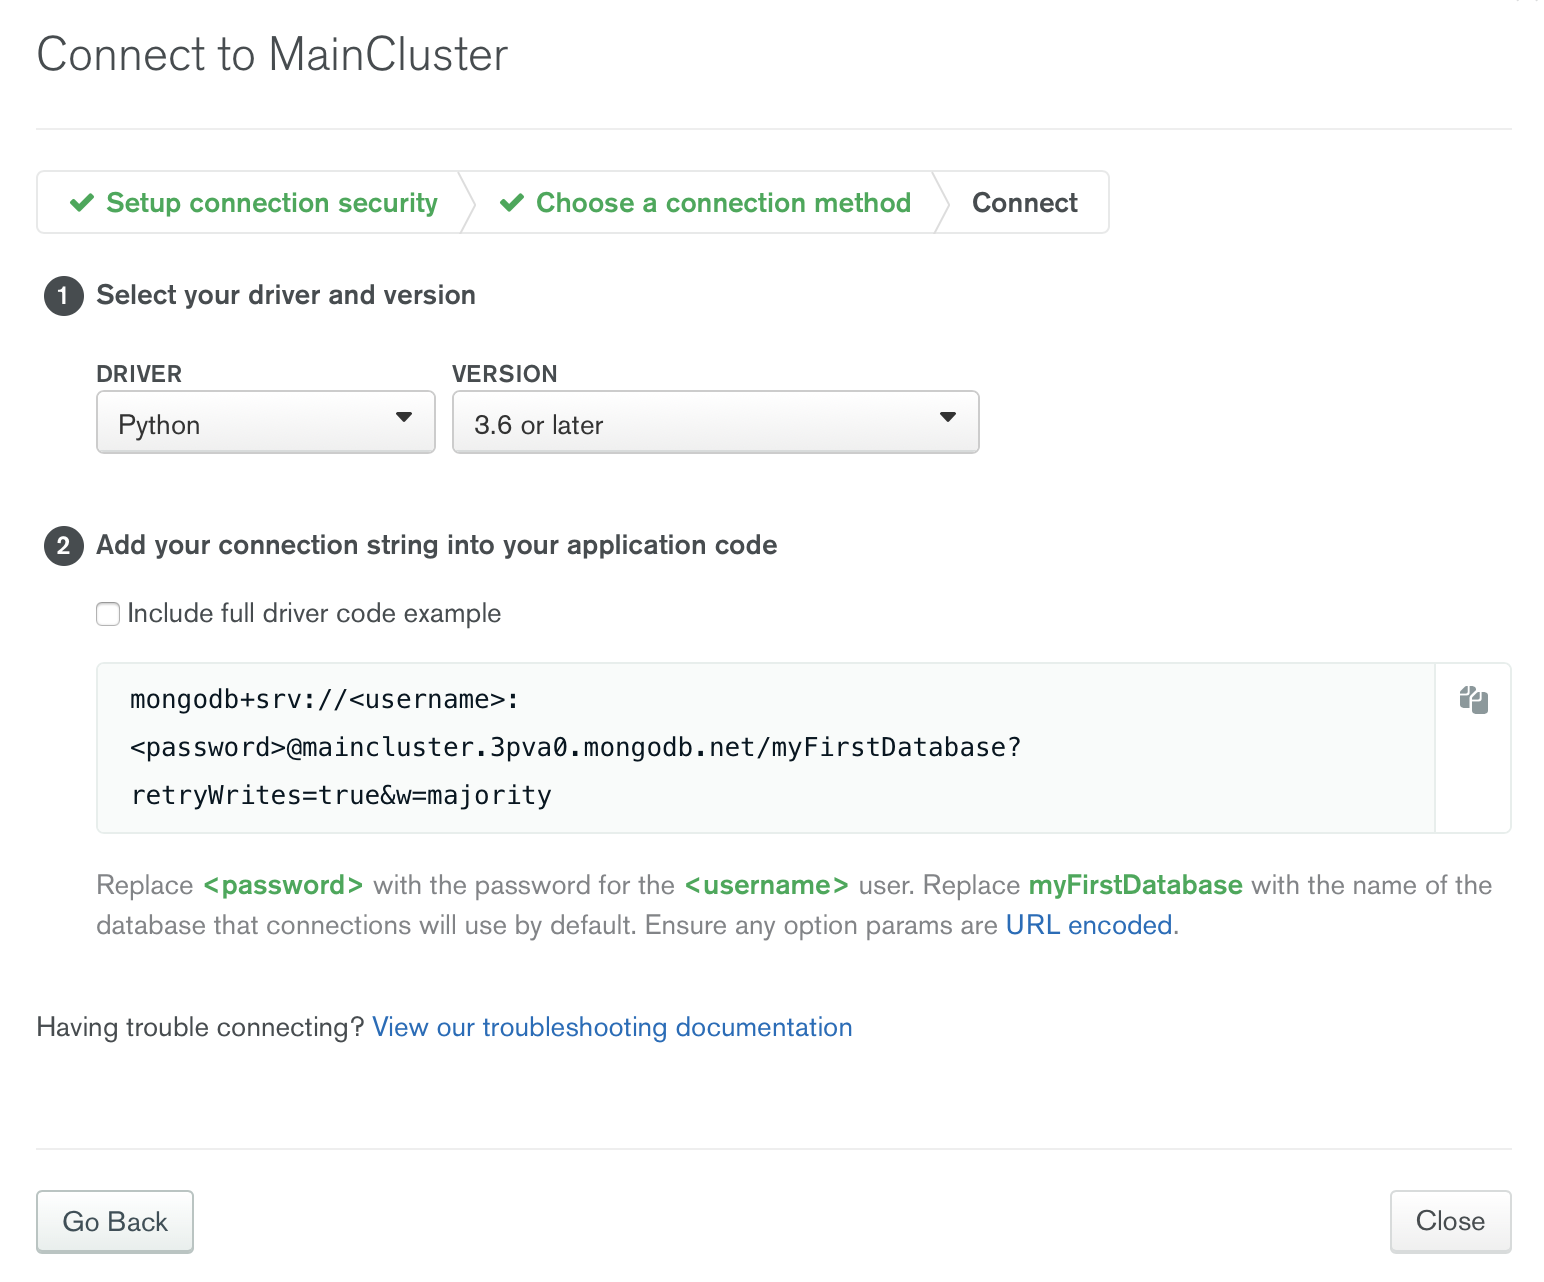 Connect to MainCluster
Setup connection security
Choose a connection method
Connect
1 Select your driver and version
DRIVER
VERSION
Python
3.6 or later
2 Add your connection string into your application code
Include full driver code example
mongodb+srv://<username>:
<password>@maincluster.3pva0.mongodb.net/myFirstDatabase?
retryWrites=true&w=majority
Replace <password> with the password for the <username> user. Replace myFirstDatabase with the name of the
database that connections will use by default. Ensure any option params are URL encoded.
Having trouble connecting? View our troubleshooting documentation
Go Back
Close